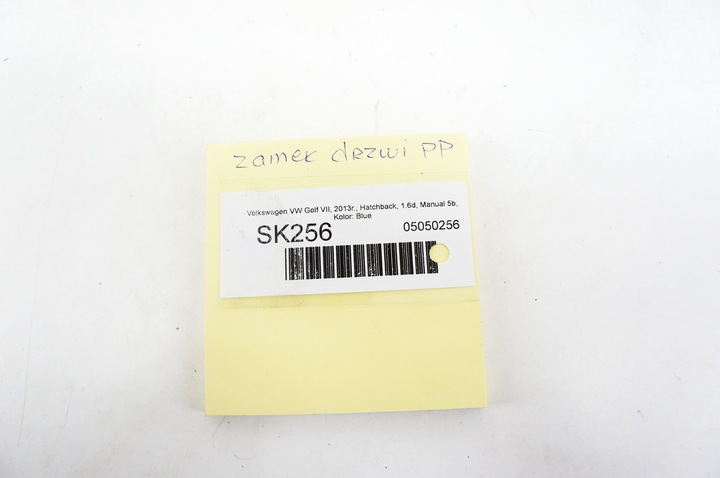 zamek drzwi PP
Volkswagen VW Golf VII, 2013r., Hatchback, 1.6d, Manual 5b,
Kolor: Blue
SK256 05050256